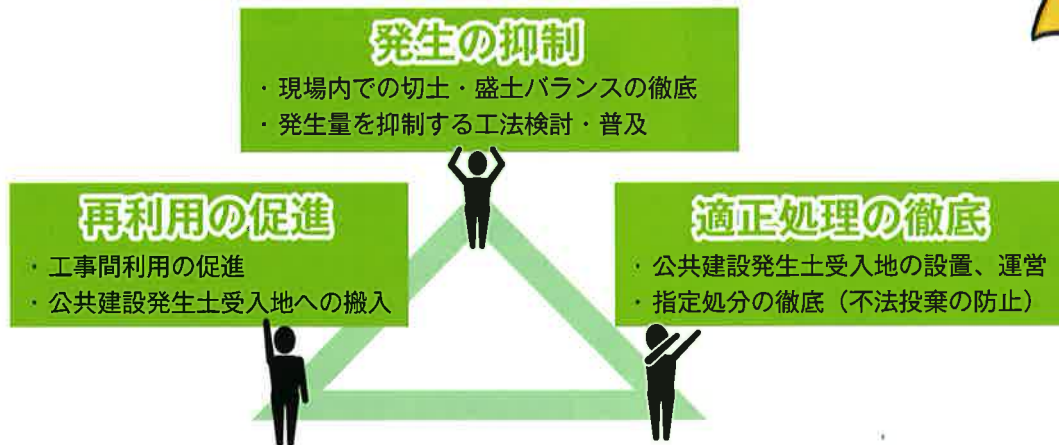 発生の抑制
・現場内での切土・盛土バランスの徹底
・発生量を抑制する工法検討・普及
再利用の促進
・工事間利用の促進
・公共建設発生土受入地への搬入
適正処理の徹底
・公共建設発生土受入地の設置、運営
・指定処分の徹底（不法投棄の防止）